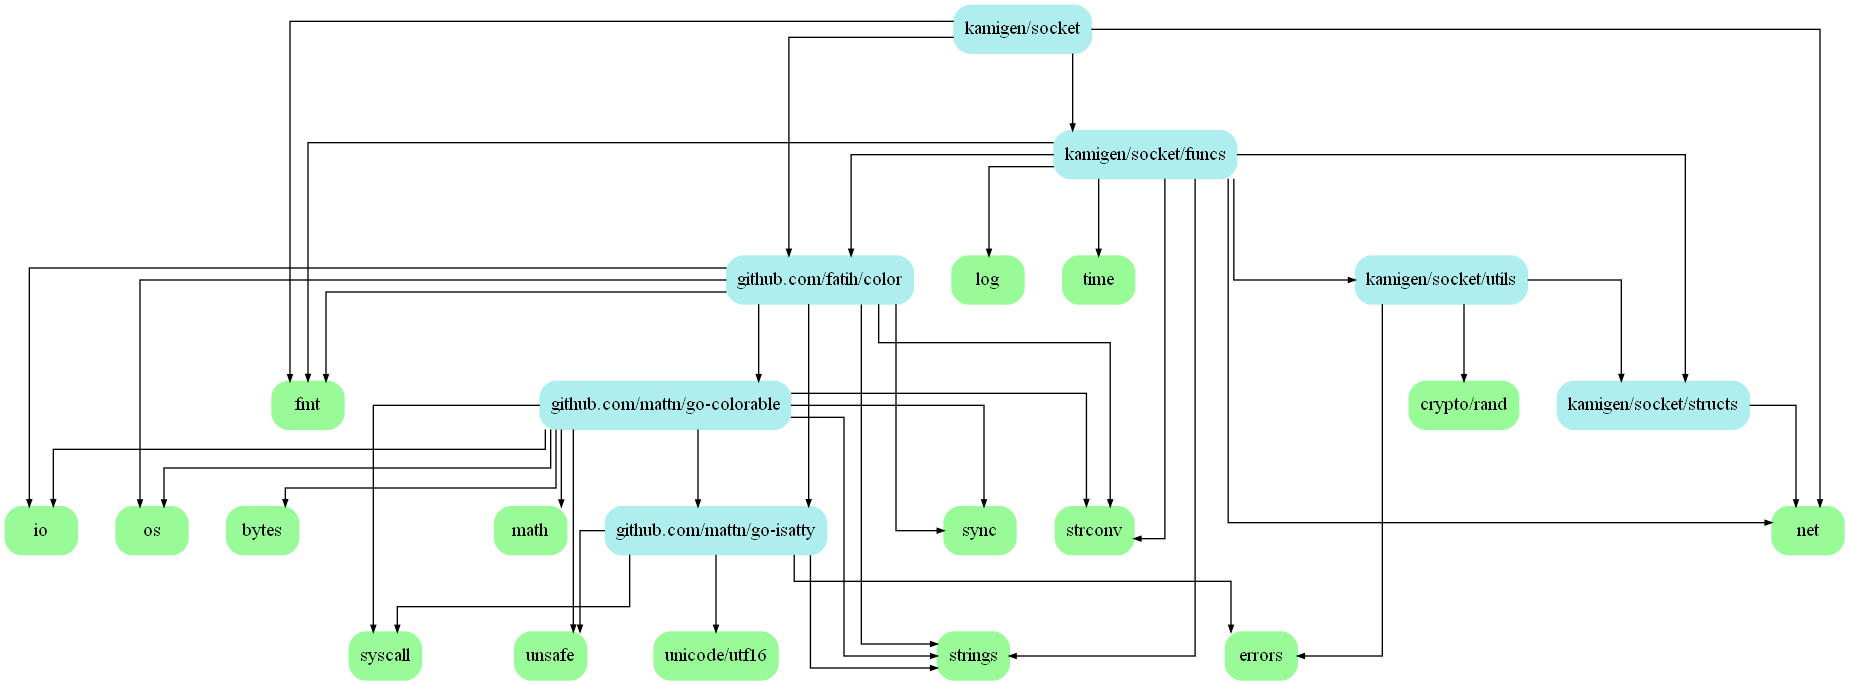 kamigen/socket
kamigen/socket/funcs
github.com/fatih/color
log
time
kamigen/socket/utils
fmt
github.com/mattn/go-colorable
crypto/rand
kamigen/socket/structs
io
os
bytes
math
github.com/mattn/go-isatty
sync
strconv
net
syscall
unsafe
unicode/utf16
strings
errors